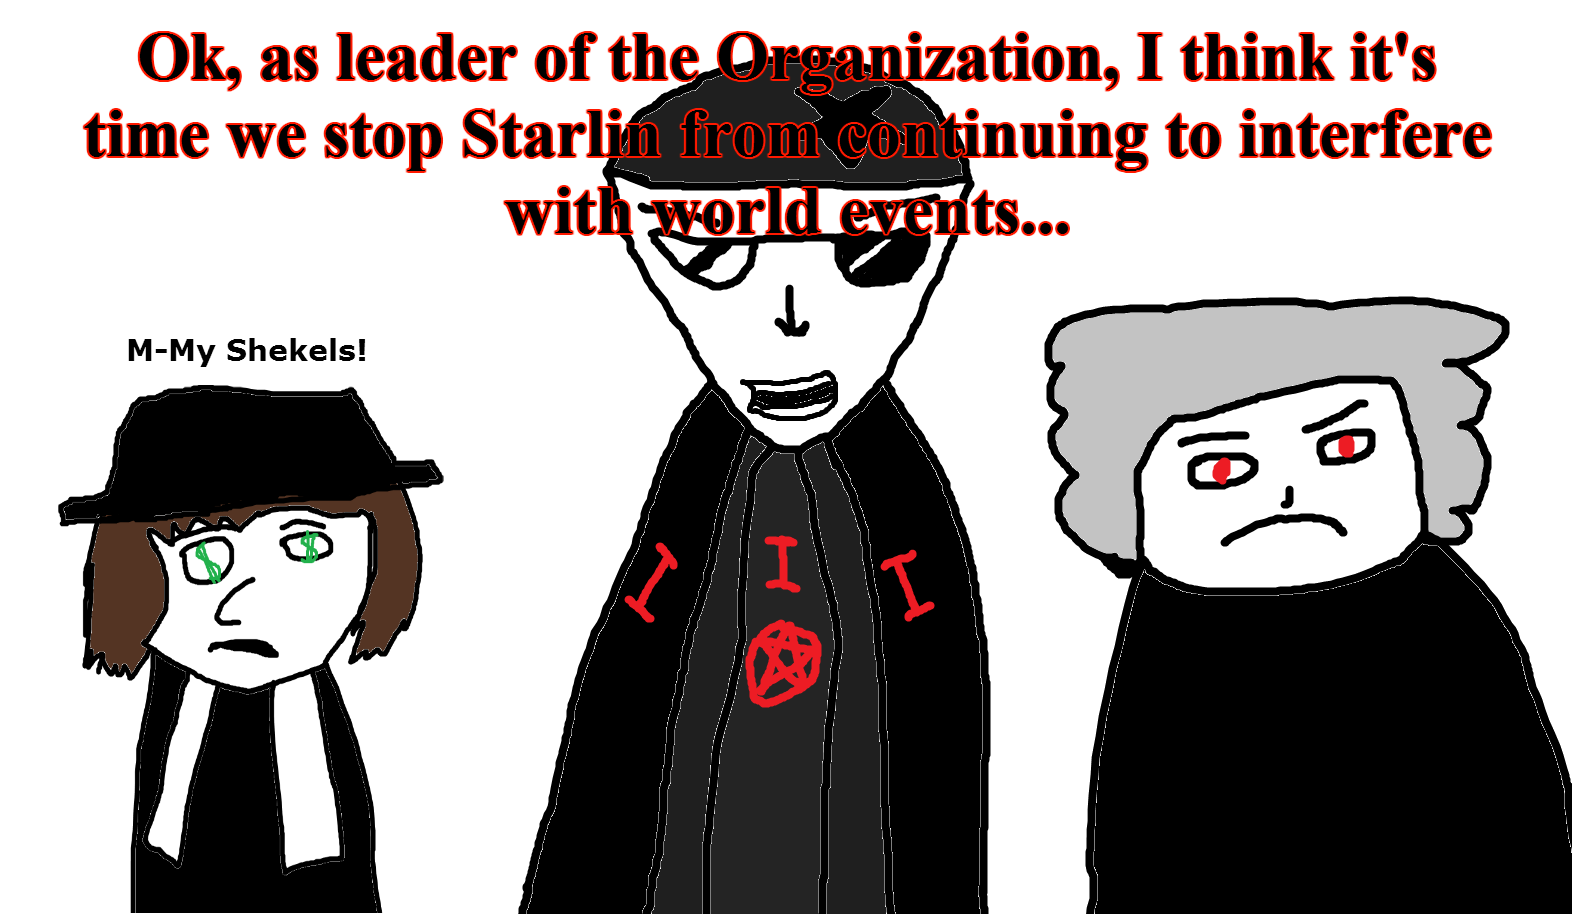 Ok, as leader of the Organization, I think it's
time we stop Starlin from continuing to interfere
with world events...
M-My Shekels!
$ $
I I I